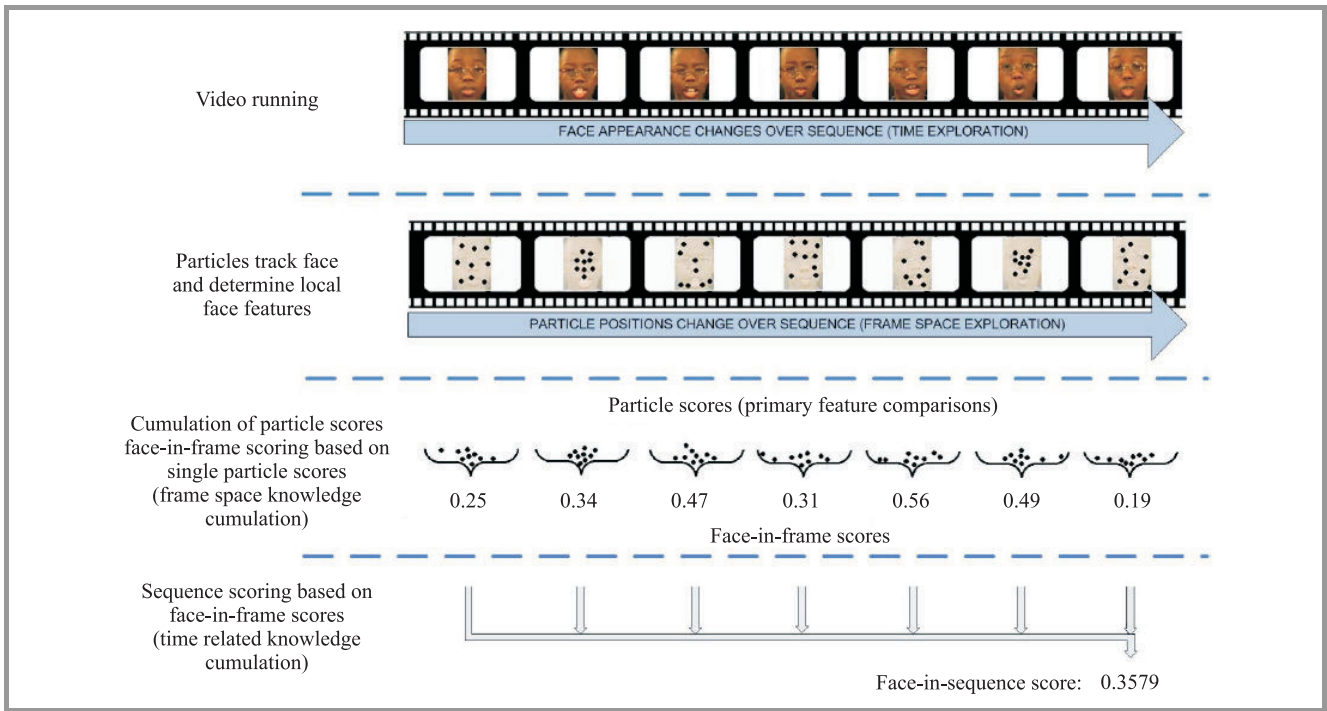 Video running
FACE APPEARANCE CHANGES OVER SEQUENCE (TIME EXPLORATION)
Particles track face
and determine local
face features
PARTICLE POSITIONS CHANGE OVER SEQUENCE (FRAME SPACE EXPLORATION)
Particle scores (primary feature comparisons)
Cumulation of particle scores
face-in-frame scoring based on
single particle scores
(frame space knowledge
cumulation)
0.25 0.34 0.47 0.31 0.56 0.49 0.19
Face-in-frame scores
Sequence scoring based on
face-in-frame scores
(time related knowledge
cumulation)
Face-in-sequence score: 0.3579